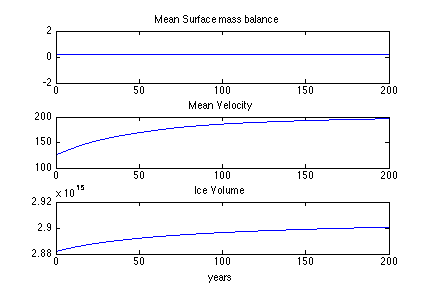 Mean Surface mass balance
2
0
-2
0 50 100 150 200
Mean Velocity
200
150
100
0 50 100 150 200
x 10^15
Ice Volume
2.92
2.9
2.88
0 50 100 150 200
years